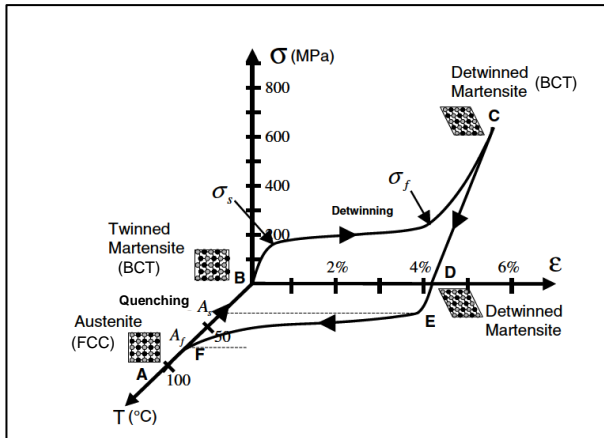 σ (MPa)
800
600
400
200
Detwinned
Martensite (BCT)
C
σs
σf
Detwinning
Twinned
Martensite
(BCT)
B
2%
4%
D
6%
ε
Quenching
As
50
E
Detwinned
Martensite
Austenite
(FCC)
Af
F
A
100
T (°C)